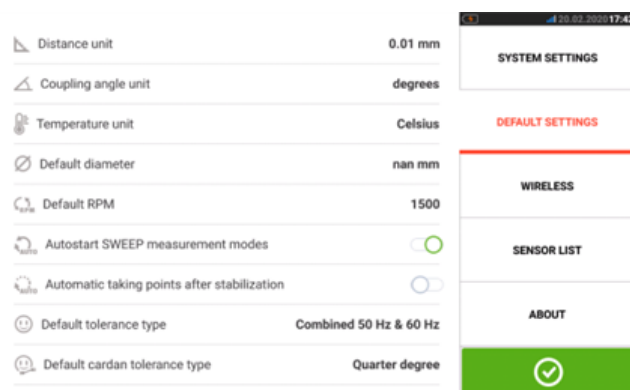 20.02.2020 17:42
Distance unit 0.01 mm
Coupling angle unit degrees
Temperature unit Celsius
Default diameter nan mm
Default RPM 1500
Autostart SWEEP measurement modes
Automatic taking points after stabilization
Default tolerance type Combined 50 Hz & 60 Hz
Default cardan tolerance type Quarter degree
SYSTEM SETTINGS
DEFAULT SETTINGS
WIRELESS
SENSOR LIST
ABOUT